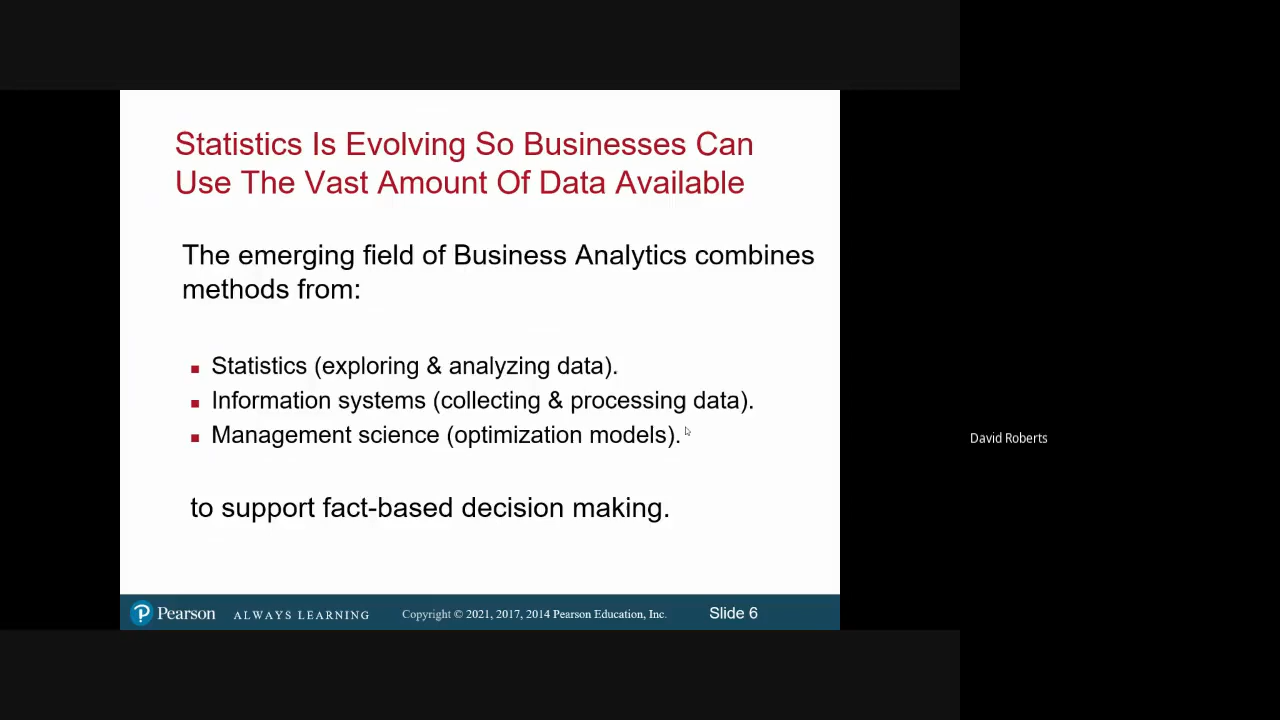 Statistics Is Evolving So Businesses Can
Use The Vast Amount Of Data Available
The emerging field of Business Analytics combines
methods from:
Statistics (exploring & analyzing data).
Information systems (collecting & processing data).
Management science (optimization models).
to support fact-based decision making.
Pearson ALWAYS LEARNING Copyright © 2021, 2017, 2014 Pearson Education, Inc. Slide 6
David Roberts